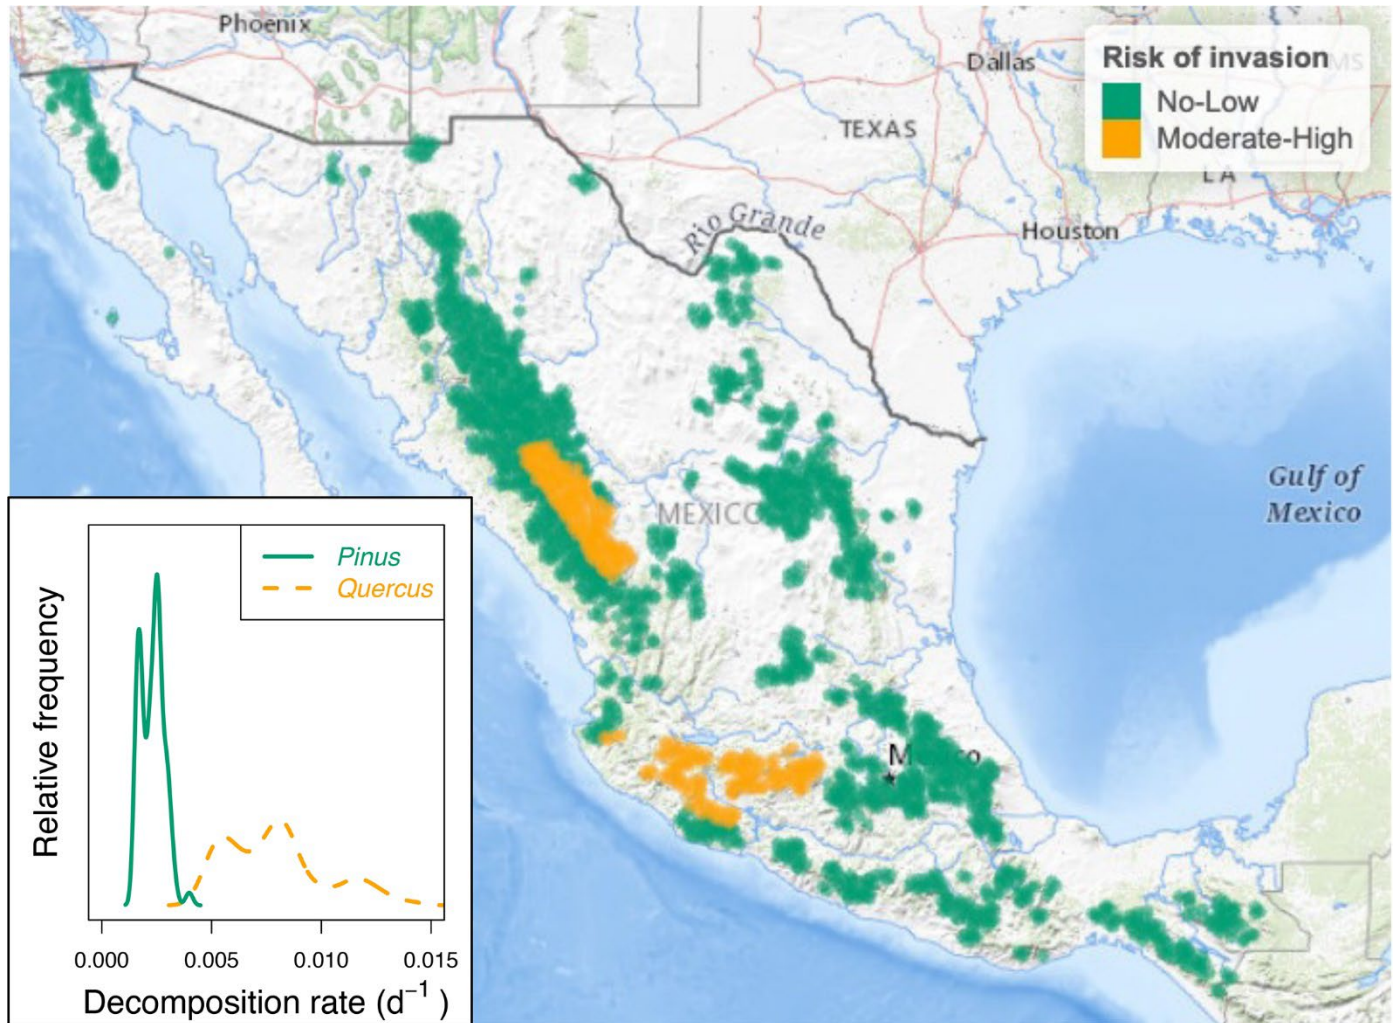 Phoenix
Dallas
Risk of invasion
No-Low
Moderate-High
MS
TEXAS
LA
Rio Grande
Houston
Gulf of
Mexico
MEXICO
Pinus
Quercus
Relative frequency
0.000 0.005 0.010 0.015
Decomposition rate (d⁻¹ )